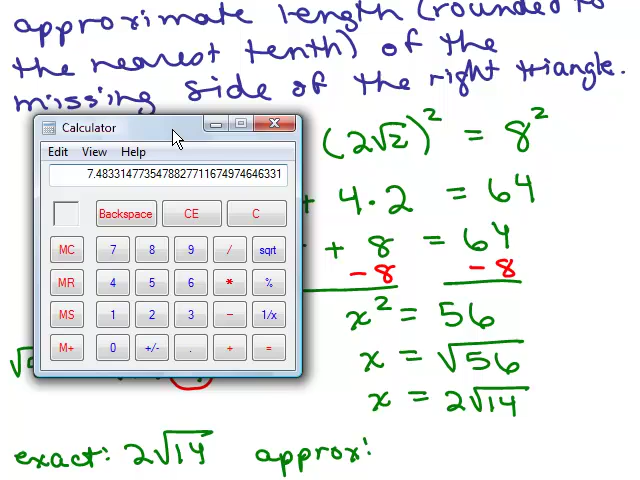 approximate length (rounded to
the nearest tenth) of the
missing side of the right triangle.
Calculator
Edit View Help
7.4833147735478827711674974646331
Backspace CE C
MC 7 8 9 / sqrt
MR 4 5 6 * %
MS 1 2 3 - 1/x
M+ 0 +/- . + =
(2√2)² = 8²
+ 4·2 = 64
+ 8 = 64
-8 -8
x² = 56
x = √56
x = 2√14
exact: 2√14 approx: